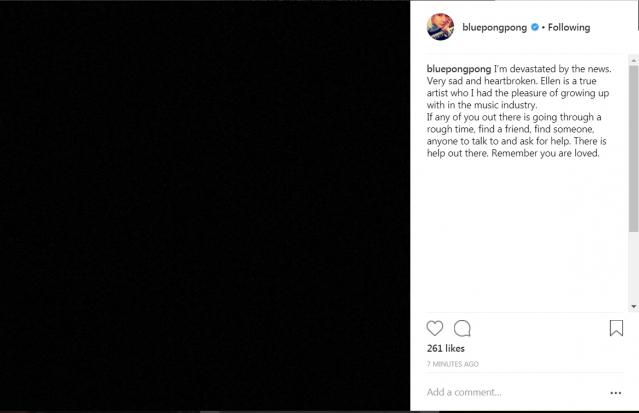 bluepongpong • Following
bluepongpong I'm devastated by the news.
Very sad and heartbroken. Ellen is a true
artist who I had the pleasure of growing up
with in the music industry.
If any of you out there is going through a
rough time, find a friend, find someone,
anyone to talk to and ask for help. There is
help out there. Remember you are loved.
261 likes
7 MINUTES AGO
Add a comment...